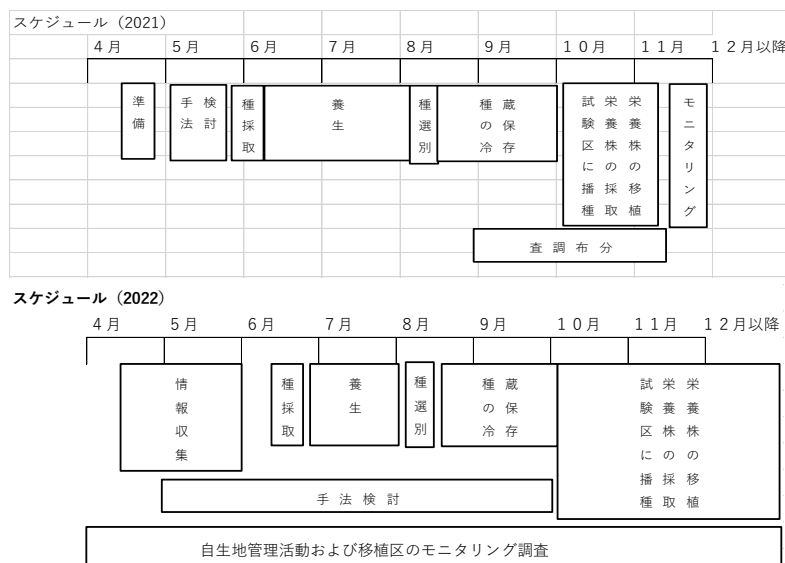 スケジュール（2021）
4月 5月 6月 7月 8月 9月 10月 11月 12月以降
準備
手法
検討
種採取
養生
種選別
種の冷
蔵保存
試験区に播種
栄養株の採取
栄養株の移植
モニタリング
査調布分
スケジュール（2022）
4月 5月 6月 7月 8月 9月 10月 11月 12月以降
情報収集
種採取
養生
種選別
種の冷
蔵保存
試験区に播種
栄養株の採取
栄養株の移植
手法検討
自生地管理活動および移植区のモニタリング調査